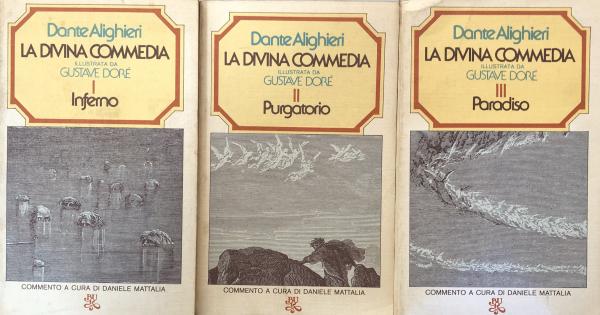 Dante Alighieri
LA DIVINA COMMEDIA
ILLUSTRATA DA
GUSTAVE DORÉ
I
Inferno
COMMENTO A CURA DI DANIELE MATTALIA
BUR
Dante Alighieri
LA DIVINA COMMEDIA
ILLUSTRATA DA
GUSTAVE DORÉ
II
Purgatorio
COMMENTO A CURA DI DANIELE MATTALIA
BUR
Dante Alighieri
LA DIVINA COMMEDIA
ILLUSTRATA DA
GUSTAVE DORÉ
III
Paradiso
COMMENTO A CURA DI DANIELE MATTALIA
BUR